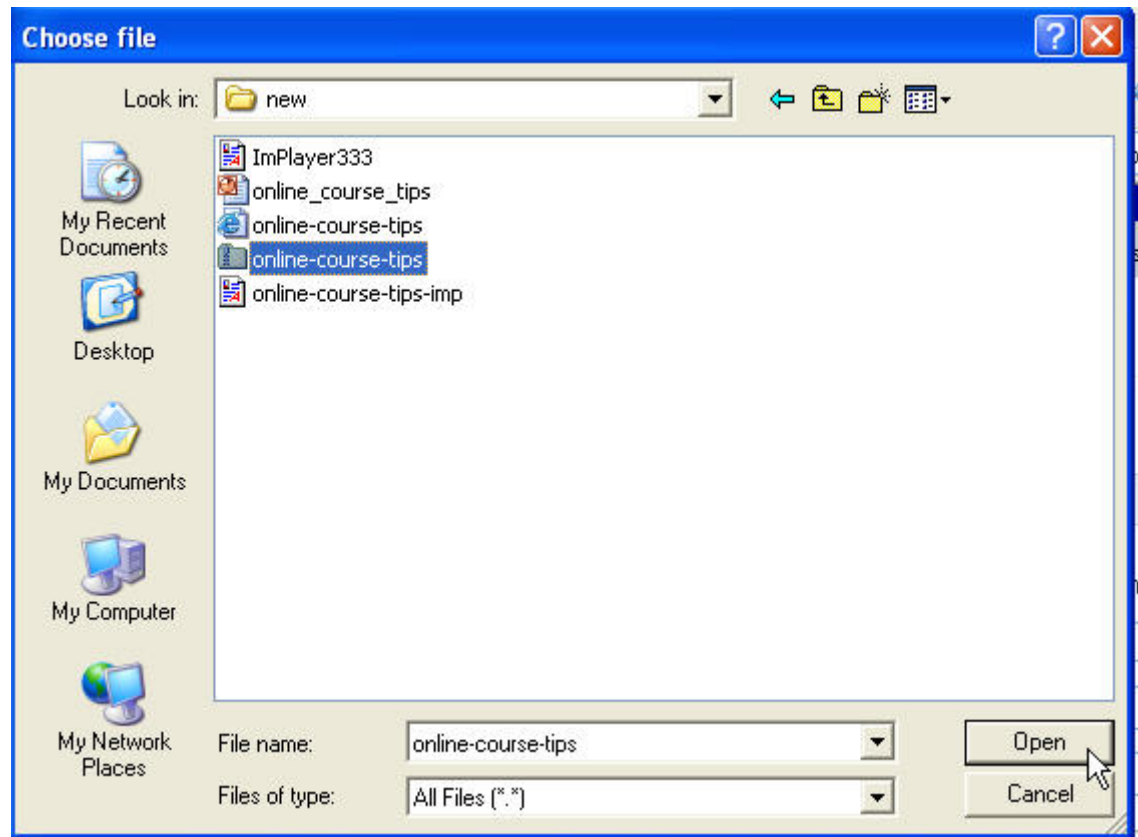 Choose file
Look in:
new
My Recent
Documents
Desktop
My Documents
My Computer
My Network
Places
ImPlayer333
online_course_tips
online-course-tips
online-course-tips
online-course-tips-imp
File name:
online-course-tips
Open
Files of type:
All Files (*.*)
Cancel